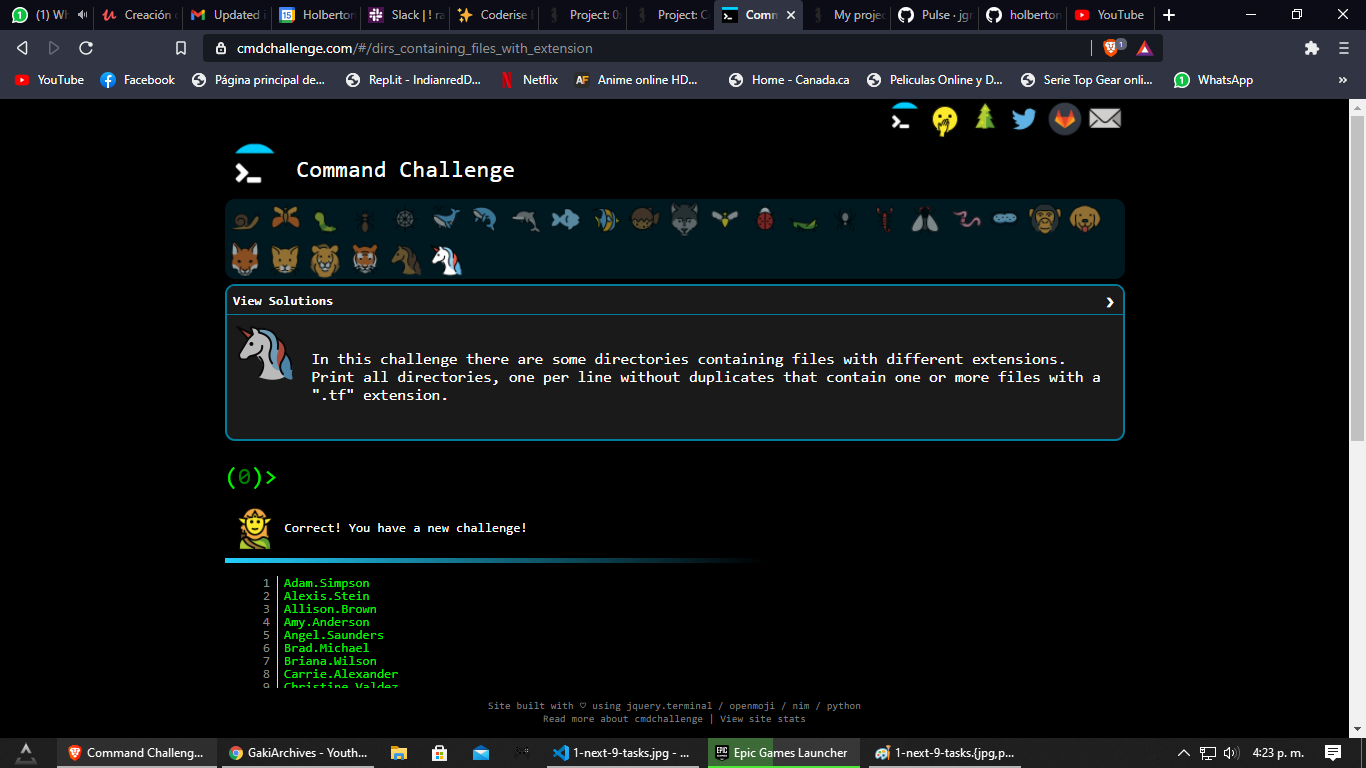 (1) Wh
Creación d
Updated i
15
Holberton
Slack | ! ra
Coderise
Project: 0x
Project: C
Comm
My projec
Pulse · jgr
holberton
YouTube
cmdchallenge.com/#/dirs_containing_files_with_extension
1
YouTube
Facebook
Página principal de...
Repl.it - IndianredD...
Netflix
AF Anime online HD...
Home - Canada.ca
Peliculas Online y D...
Serie Top Gear onli...
1
WhatsApp
»
Command Challenge
View Solutions
In this challenge there are some directories containing files with different extensions.
Print all directories, one per line without duplicates that contain one or more files with a
".tf" extension.
(0)>
Correct! You have a new challenge!
1 Adam.Simpson
2 Alexis.Stein
3 Allison.Brown
4 Amy.Anderson
5 Angel.Saunders
6 Brad.Michael
7 Briana.Wilson
8 Carrie.Alexander
9 Christine.Valdez
Site built with ♡ using jquery.terminal / openmoji / nim / python
Read more about cmdchallenge | View site stats
Command Challeng...
GakiArchives - Youth...
1-next-9-tasks.jpg - ...
EPIC GAMES
Epic Games Launcher
1-next-9-tasks.{jpg,p...
4:23 p. m.